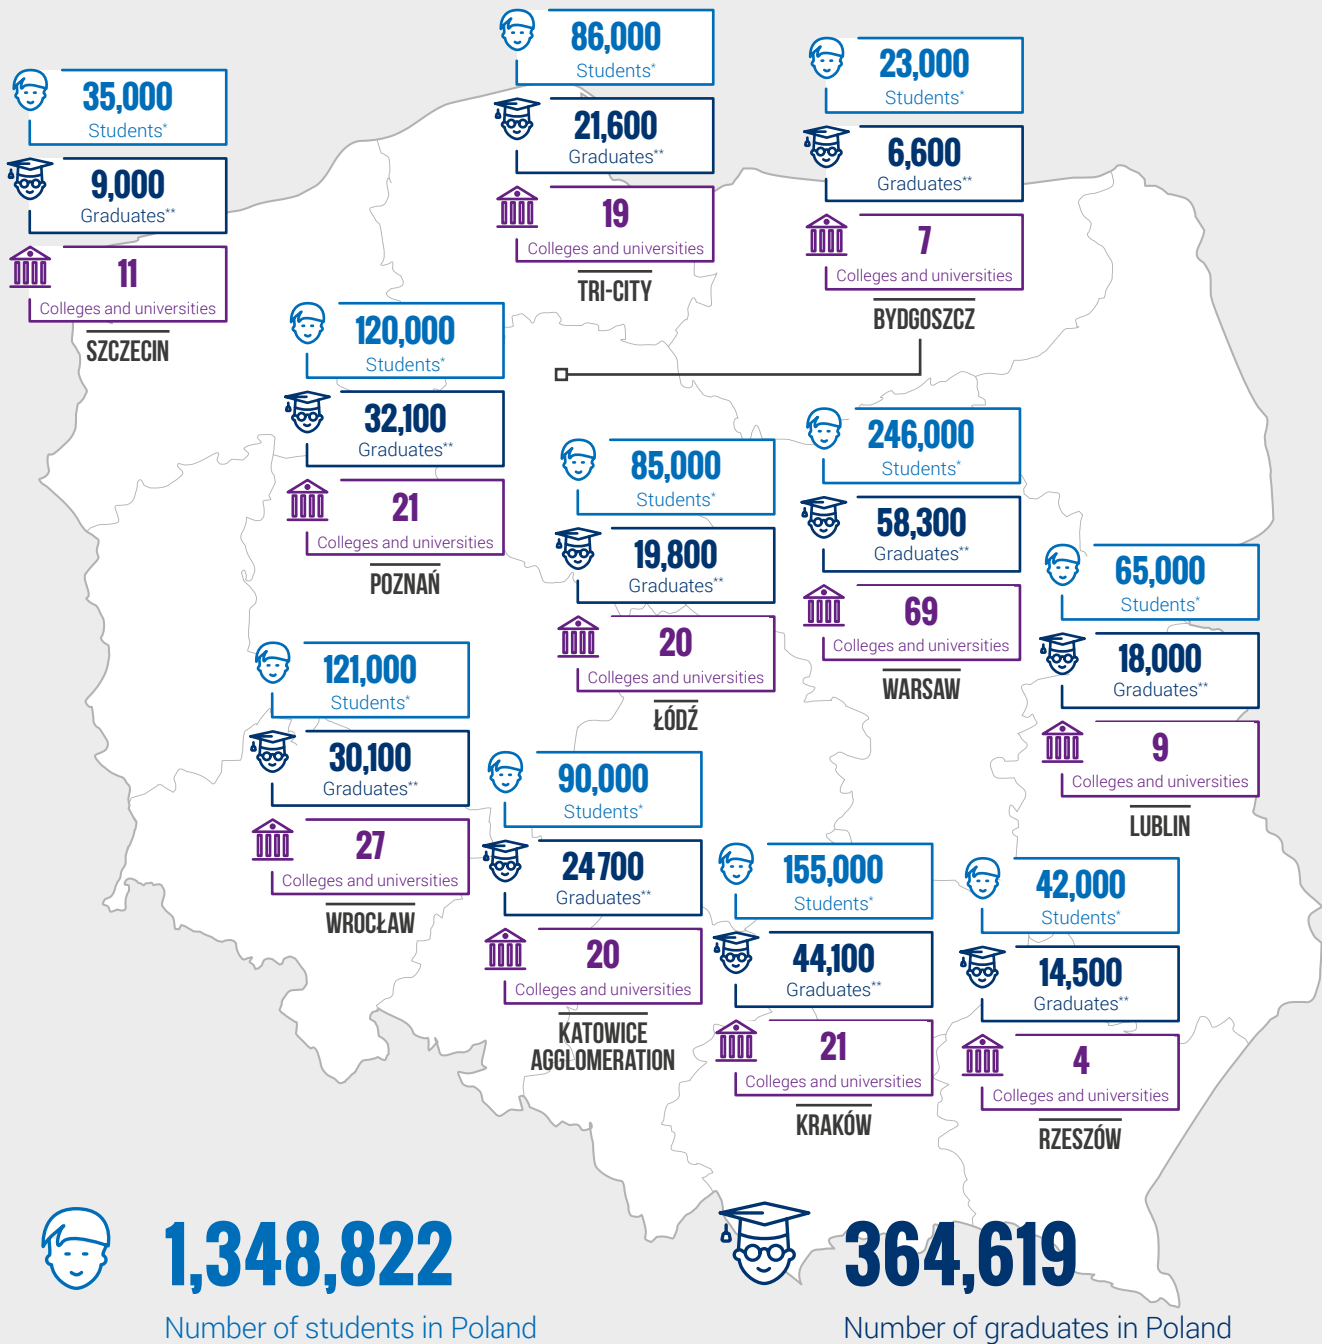 35,000
Students*
9,000
Graduates**
11
Colleges and universities
SZCZECIN
86,000
Students*
21,600
Graduates**
19
Colleges and universities
TRI-CITY
23,000
Students*
6,600
Graduates**
7
Colleges and universities
BYDGOSZCZ
120,000
Students*
32,100
Graduates**
21
Colleges and universities
POZNAŃ
85,000
Students*
19,800
Graduates**
20
Colleges and universities
ŁÓDŹ
246,000
Students*
58,300
Graduates**
69
Colleges and universities
WARSAW
65,000
Students*
18,000
Graduates**
9
Colleges and universities
LUBLIN
121,000
Students*
30,100
Graduates**
27
Colleges and universities
WROCŁAW
90,000
Students*
24 700
Graduates**
20
Colleges and universities
KATOWICE
AGGLOMERATION
155,000
Students*
44,100
Graduates**
21
Colleges and universities
KRAKÓW
42,000
Students*
14,500
Graduates**
4
Colleges and universities
RZESZÓW
1,348,822
Number of students in Poland
364,619
Number of graduates in Poland